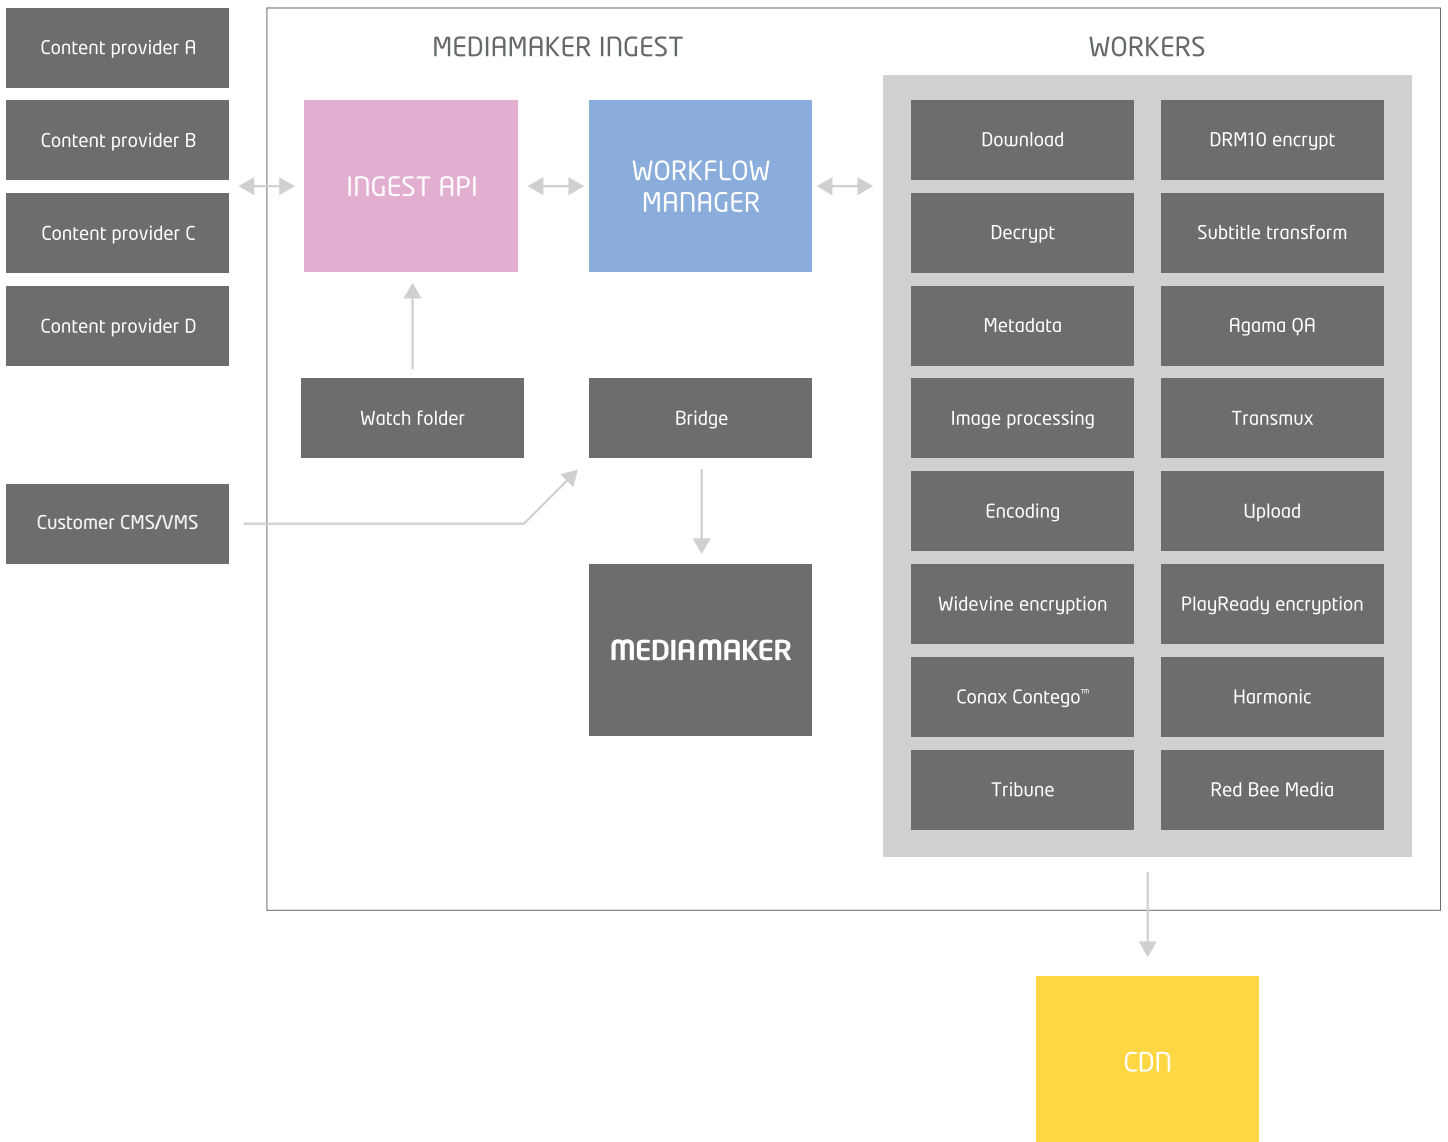 Content provider A
Content provider B
Content provider C
Content provider D
Customer CMS/VMS
MEDIAMAKER INGEST
INGEST API
WORKFLOW
MANAGER
Watch folder
Bridge
MEDIAMAKER
WORKERS
Download
DRM10 encrypt
Decrypt
Subtitle transform
Metadata
Agama QA
Image processing
Transmux
Encoding
Upload
Widevine encryption
PlayReady encryption
Conax Contego™
Harmonic
Tribune
Red Bee Media
CDN